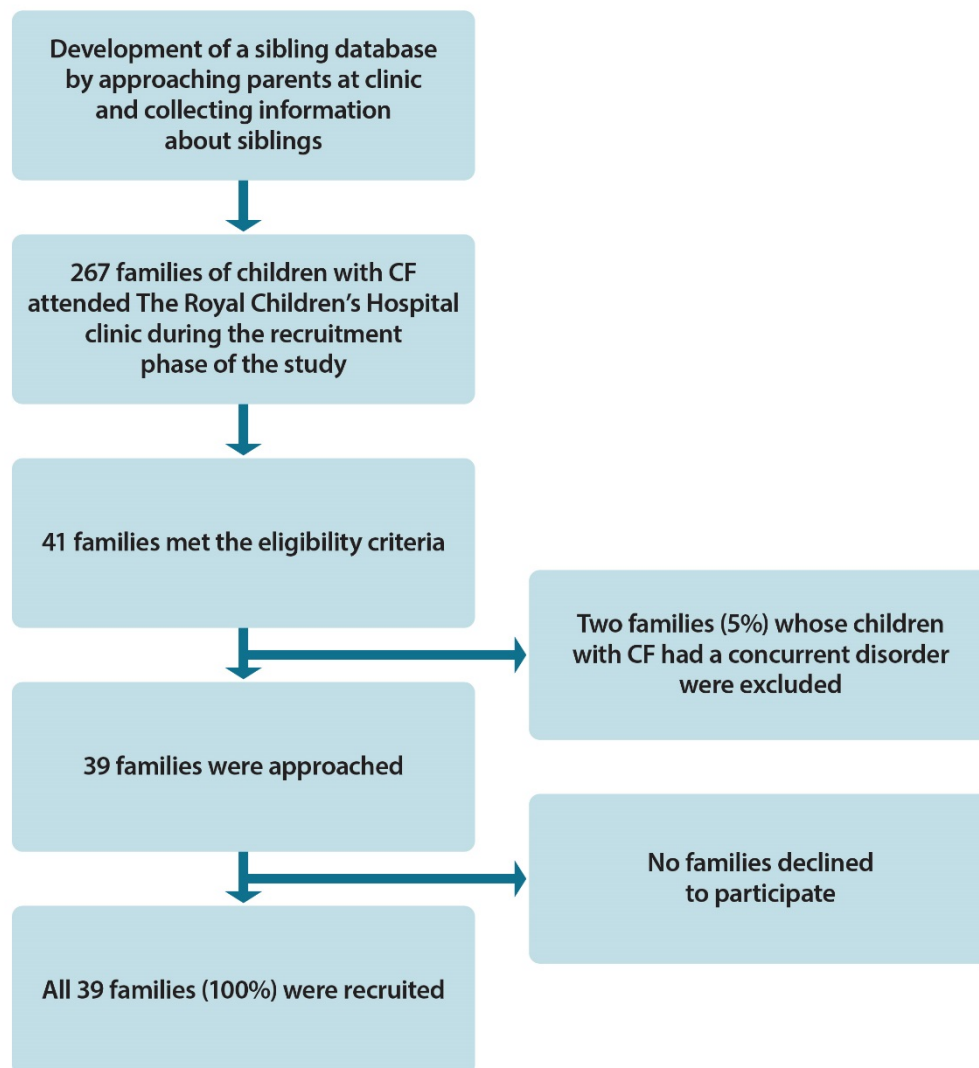 Development of a sibling database
by approaching parents at clinic
and collecting information
about siblings
267 families of children with CF
attended The Royal Children’s Hospital
clinic during the recruitment
phase of the study
41 families met the eligibility criteria
Two families (5%) whose children
with CF had a concurrent disorder
were excluded
39 families were approached
No families declined
to participate
All 39 families (100%) were recruited